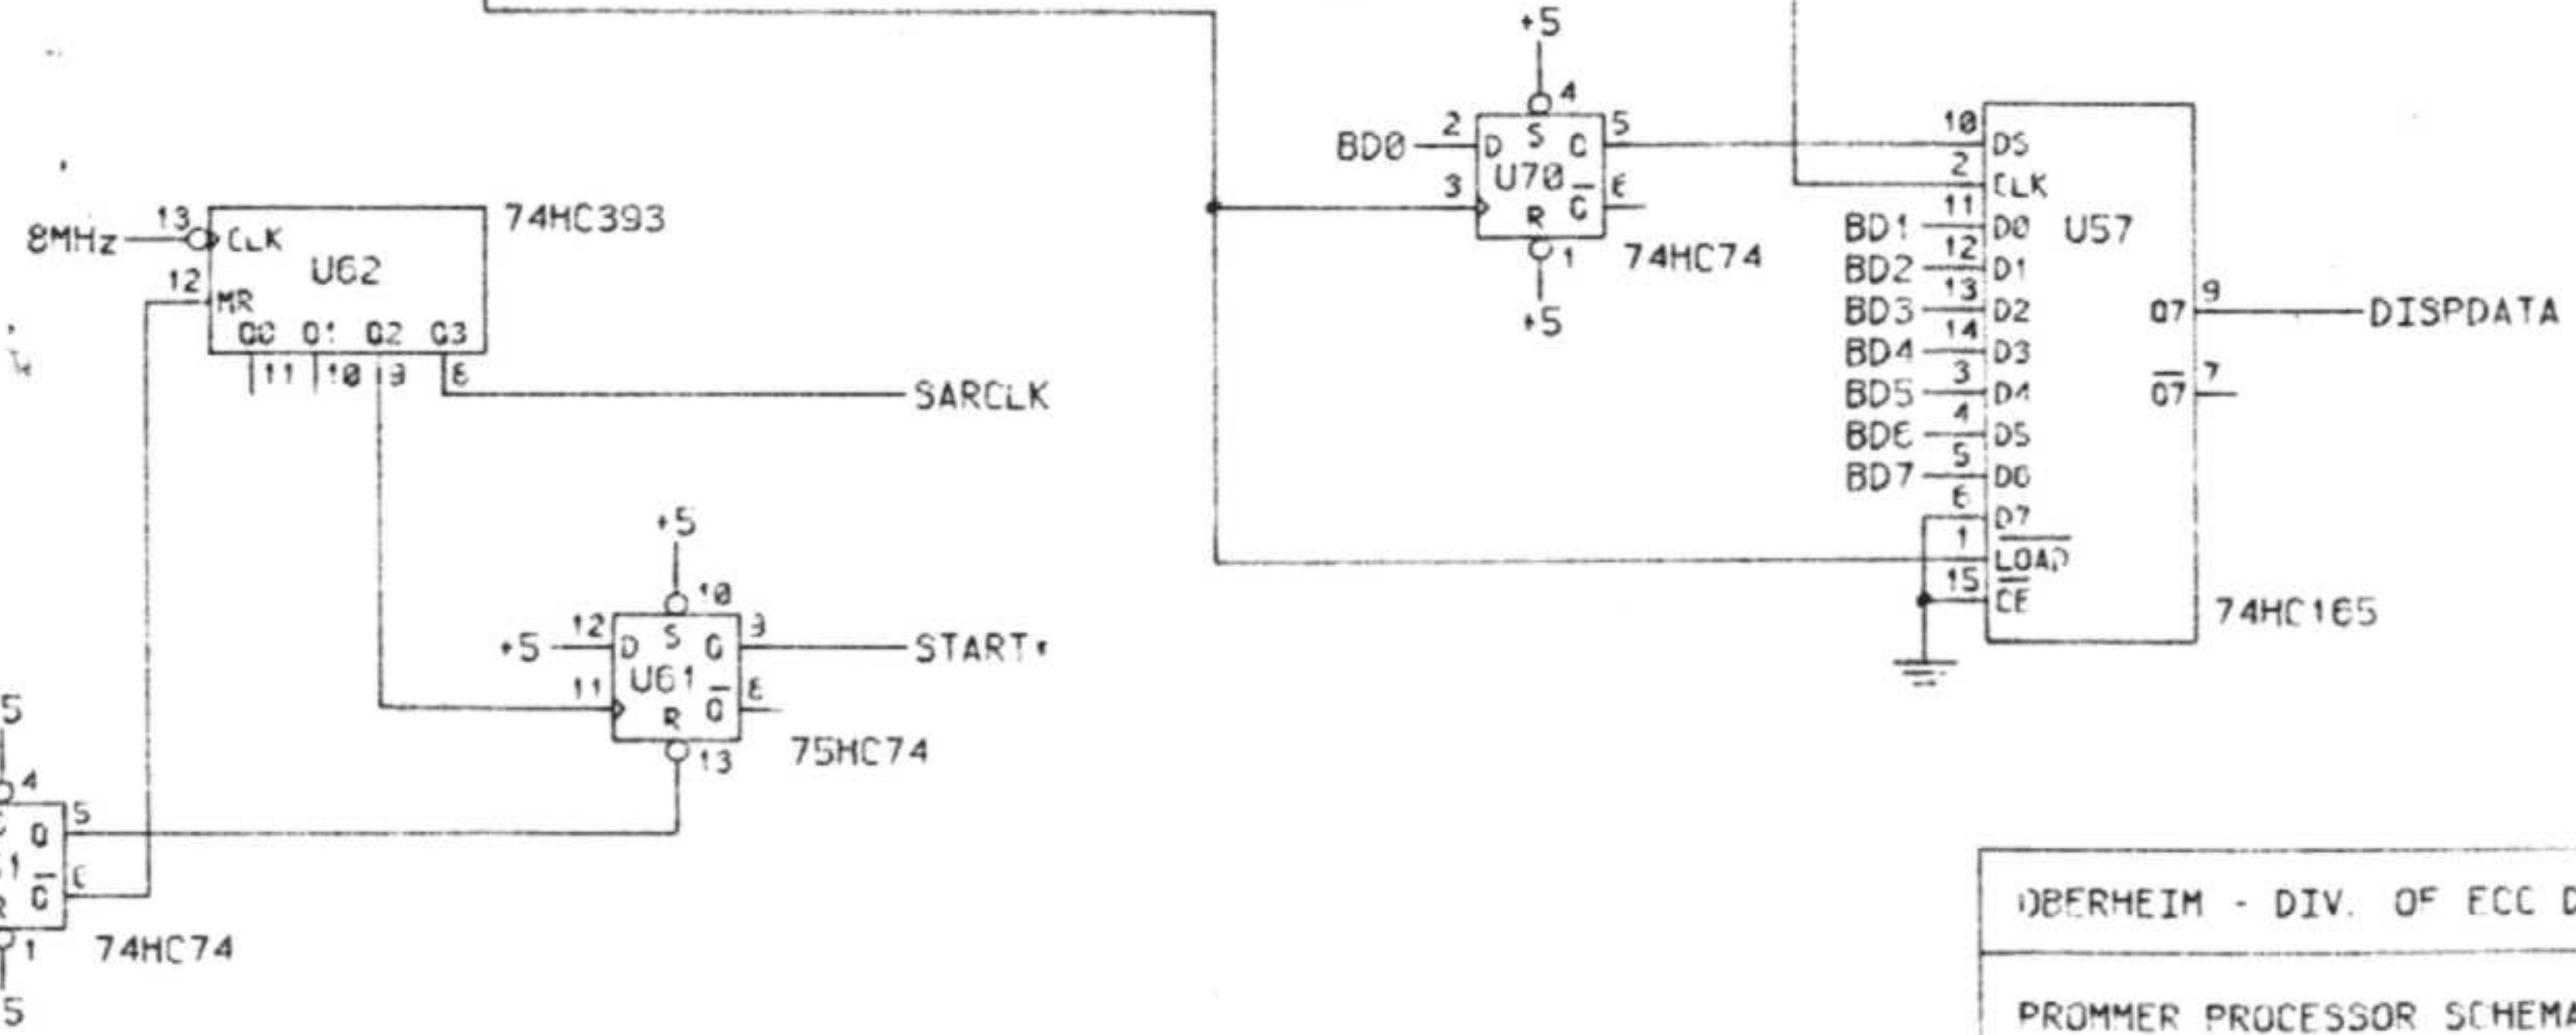 +5
4
2 D S Q 5
BD0
U70
3 R Q 6
1
+5
74HC74
10 DS
2 CLK
BD1 11 D0 U57
BD2 12 D1
BD3 13 D2 Q7 9 DISPDATA
BD4 14 D3
BD5 3 D4 Q7 7
BD6 4 D5
BD7 5 D6
6 D7
1 LOAD
15 CE
74HC165
8MHz 13 CLK 74HC393
U62
12 MR
Q0 Q1 Q2 Q3
11 10 9 8
SARCLK
+5
10
+5 12 D S Q 9 START*
U61
11 R Q 8
13
75HC74
5
4
Q 5
1
R Q 6
1
74HC74
5
OBERHEIM - DIV. OF ECC D
PROMMER PROCESSOR SCHEMA